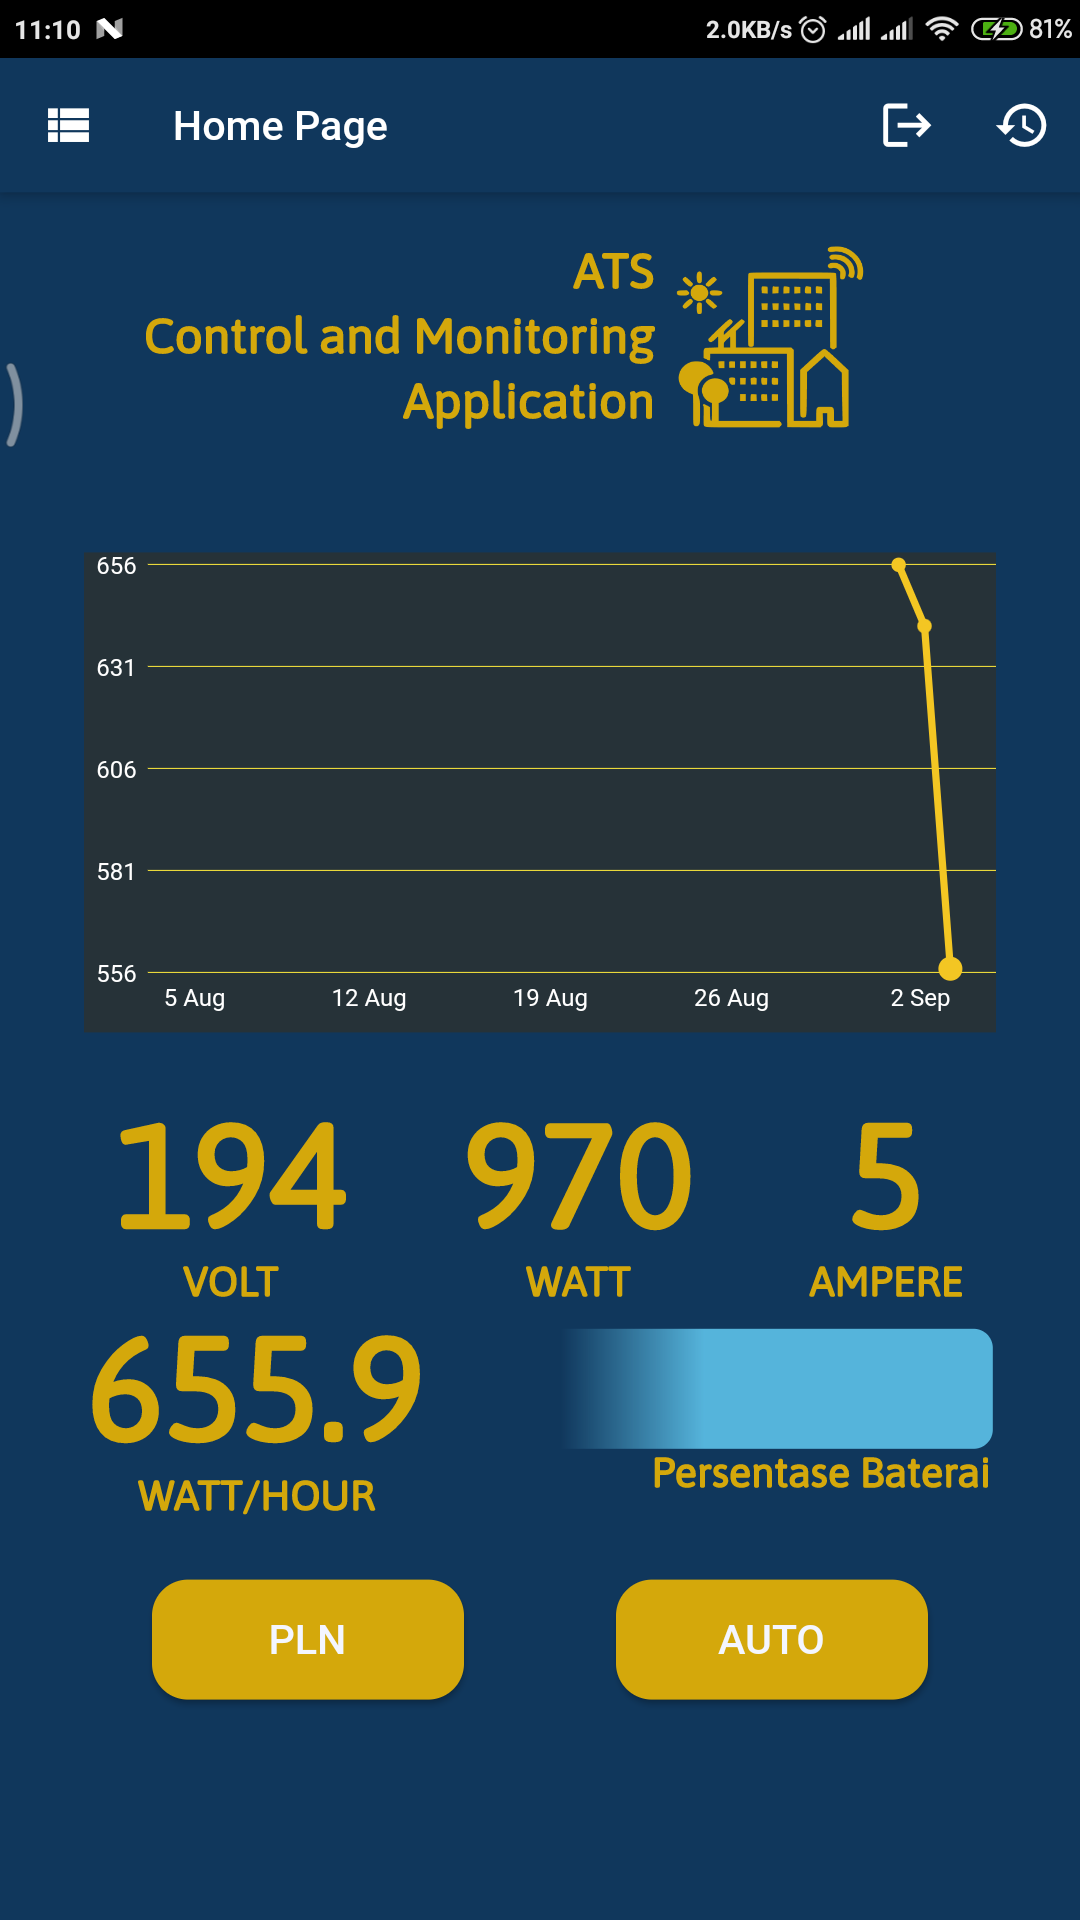 11:10 2.0KB/s 81%
Home Page
ATS
Control and Monitoring
Application
656
631
606
581
556
5 Aug 12 Aug 19 Aug 26 Aug 2 Sep
194 970 5
VOLT WATT AMPERE
655.9
WATT/HOUR
Persentase Baterai
PLN AUTO